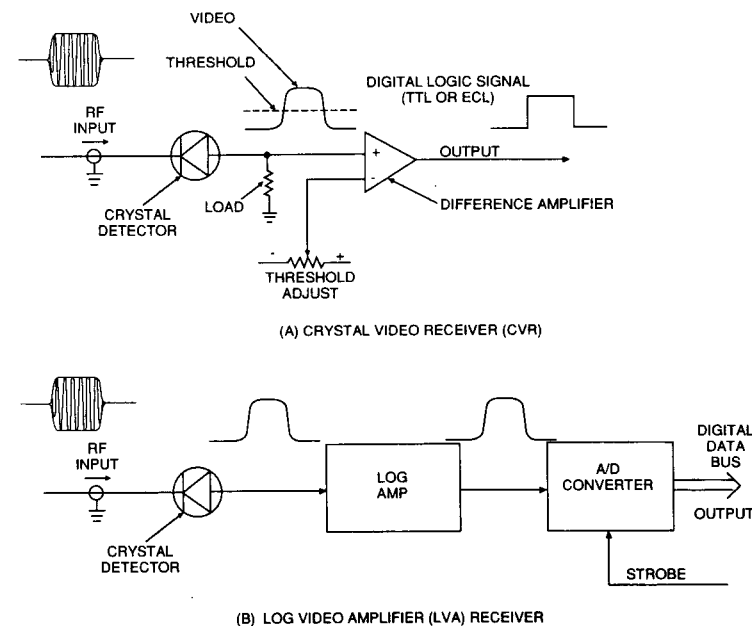 VIDEO
THRESHOLD
DIGITAL LOGIC SIGNAL
(TTL OR ECL)
RF
INPUT
+
-
OUTPUT
LOAD
DIFFERENCE AMPLIFIER
CRYSTAL
DETECTOR
- +
THRESHOLD
ADJUST
(A) CRYSTAL VIDEO RECEIVER (CVR)
RF
INPUT
LOG
AMP
A/D
CONVERTER
DIGITAL
DATA
BUS
OUTPUT
CRYSTAL
DETECTOR
STROBE
(B) LOG VIDEO AMPLIFIER (LVA) RECEIVER